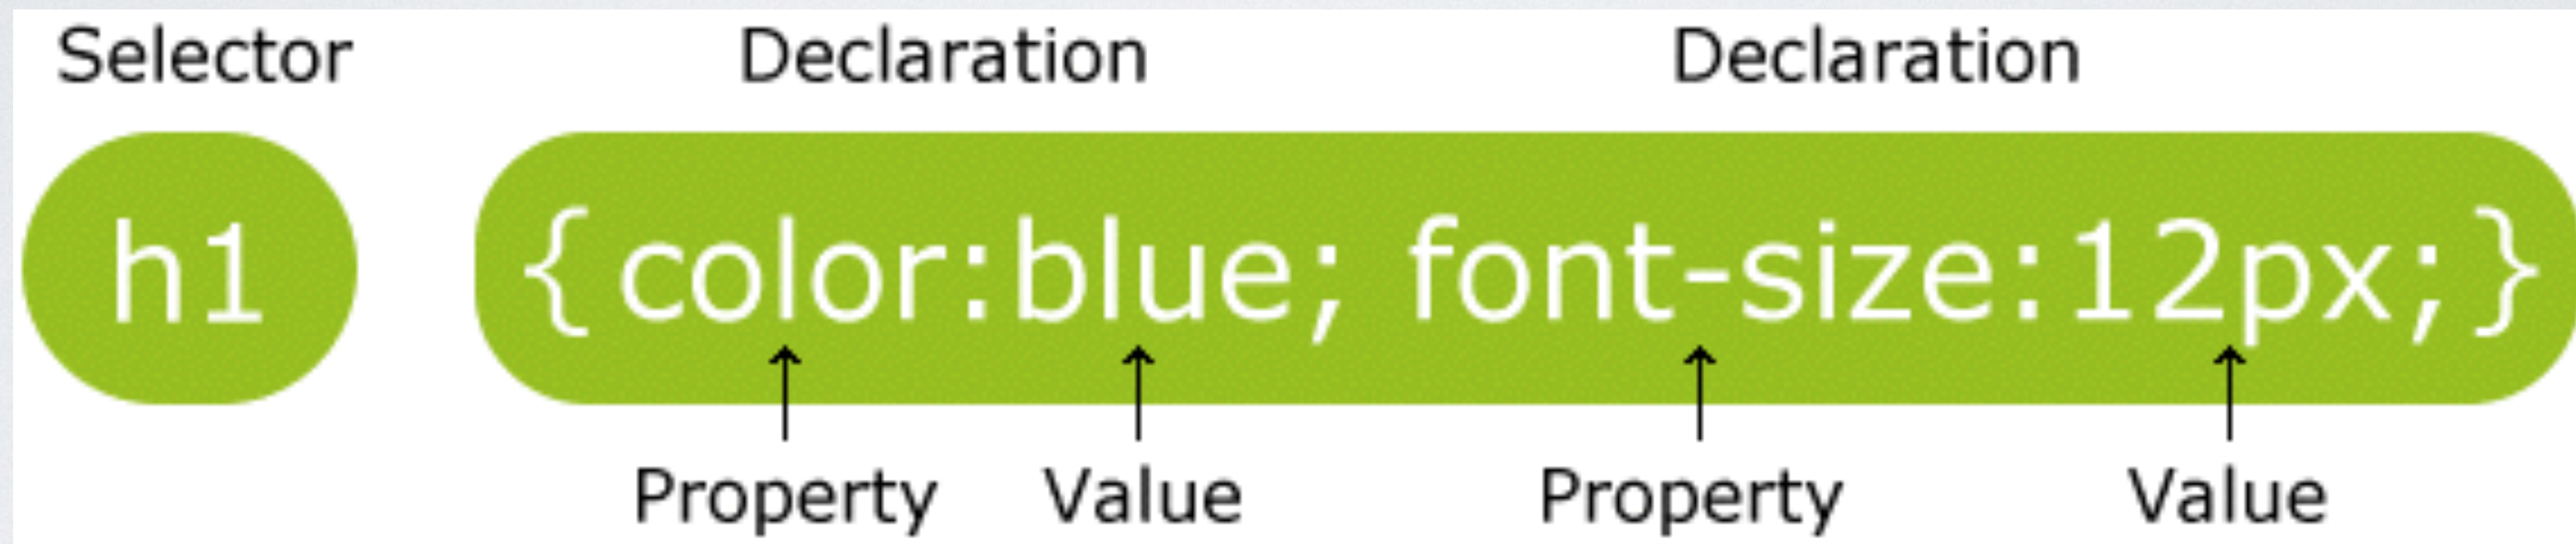 Selector Declaration Declaration
h1 {color:blue; font-size:12px;}
Property Value Property Value